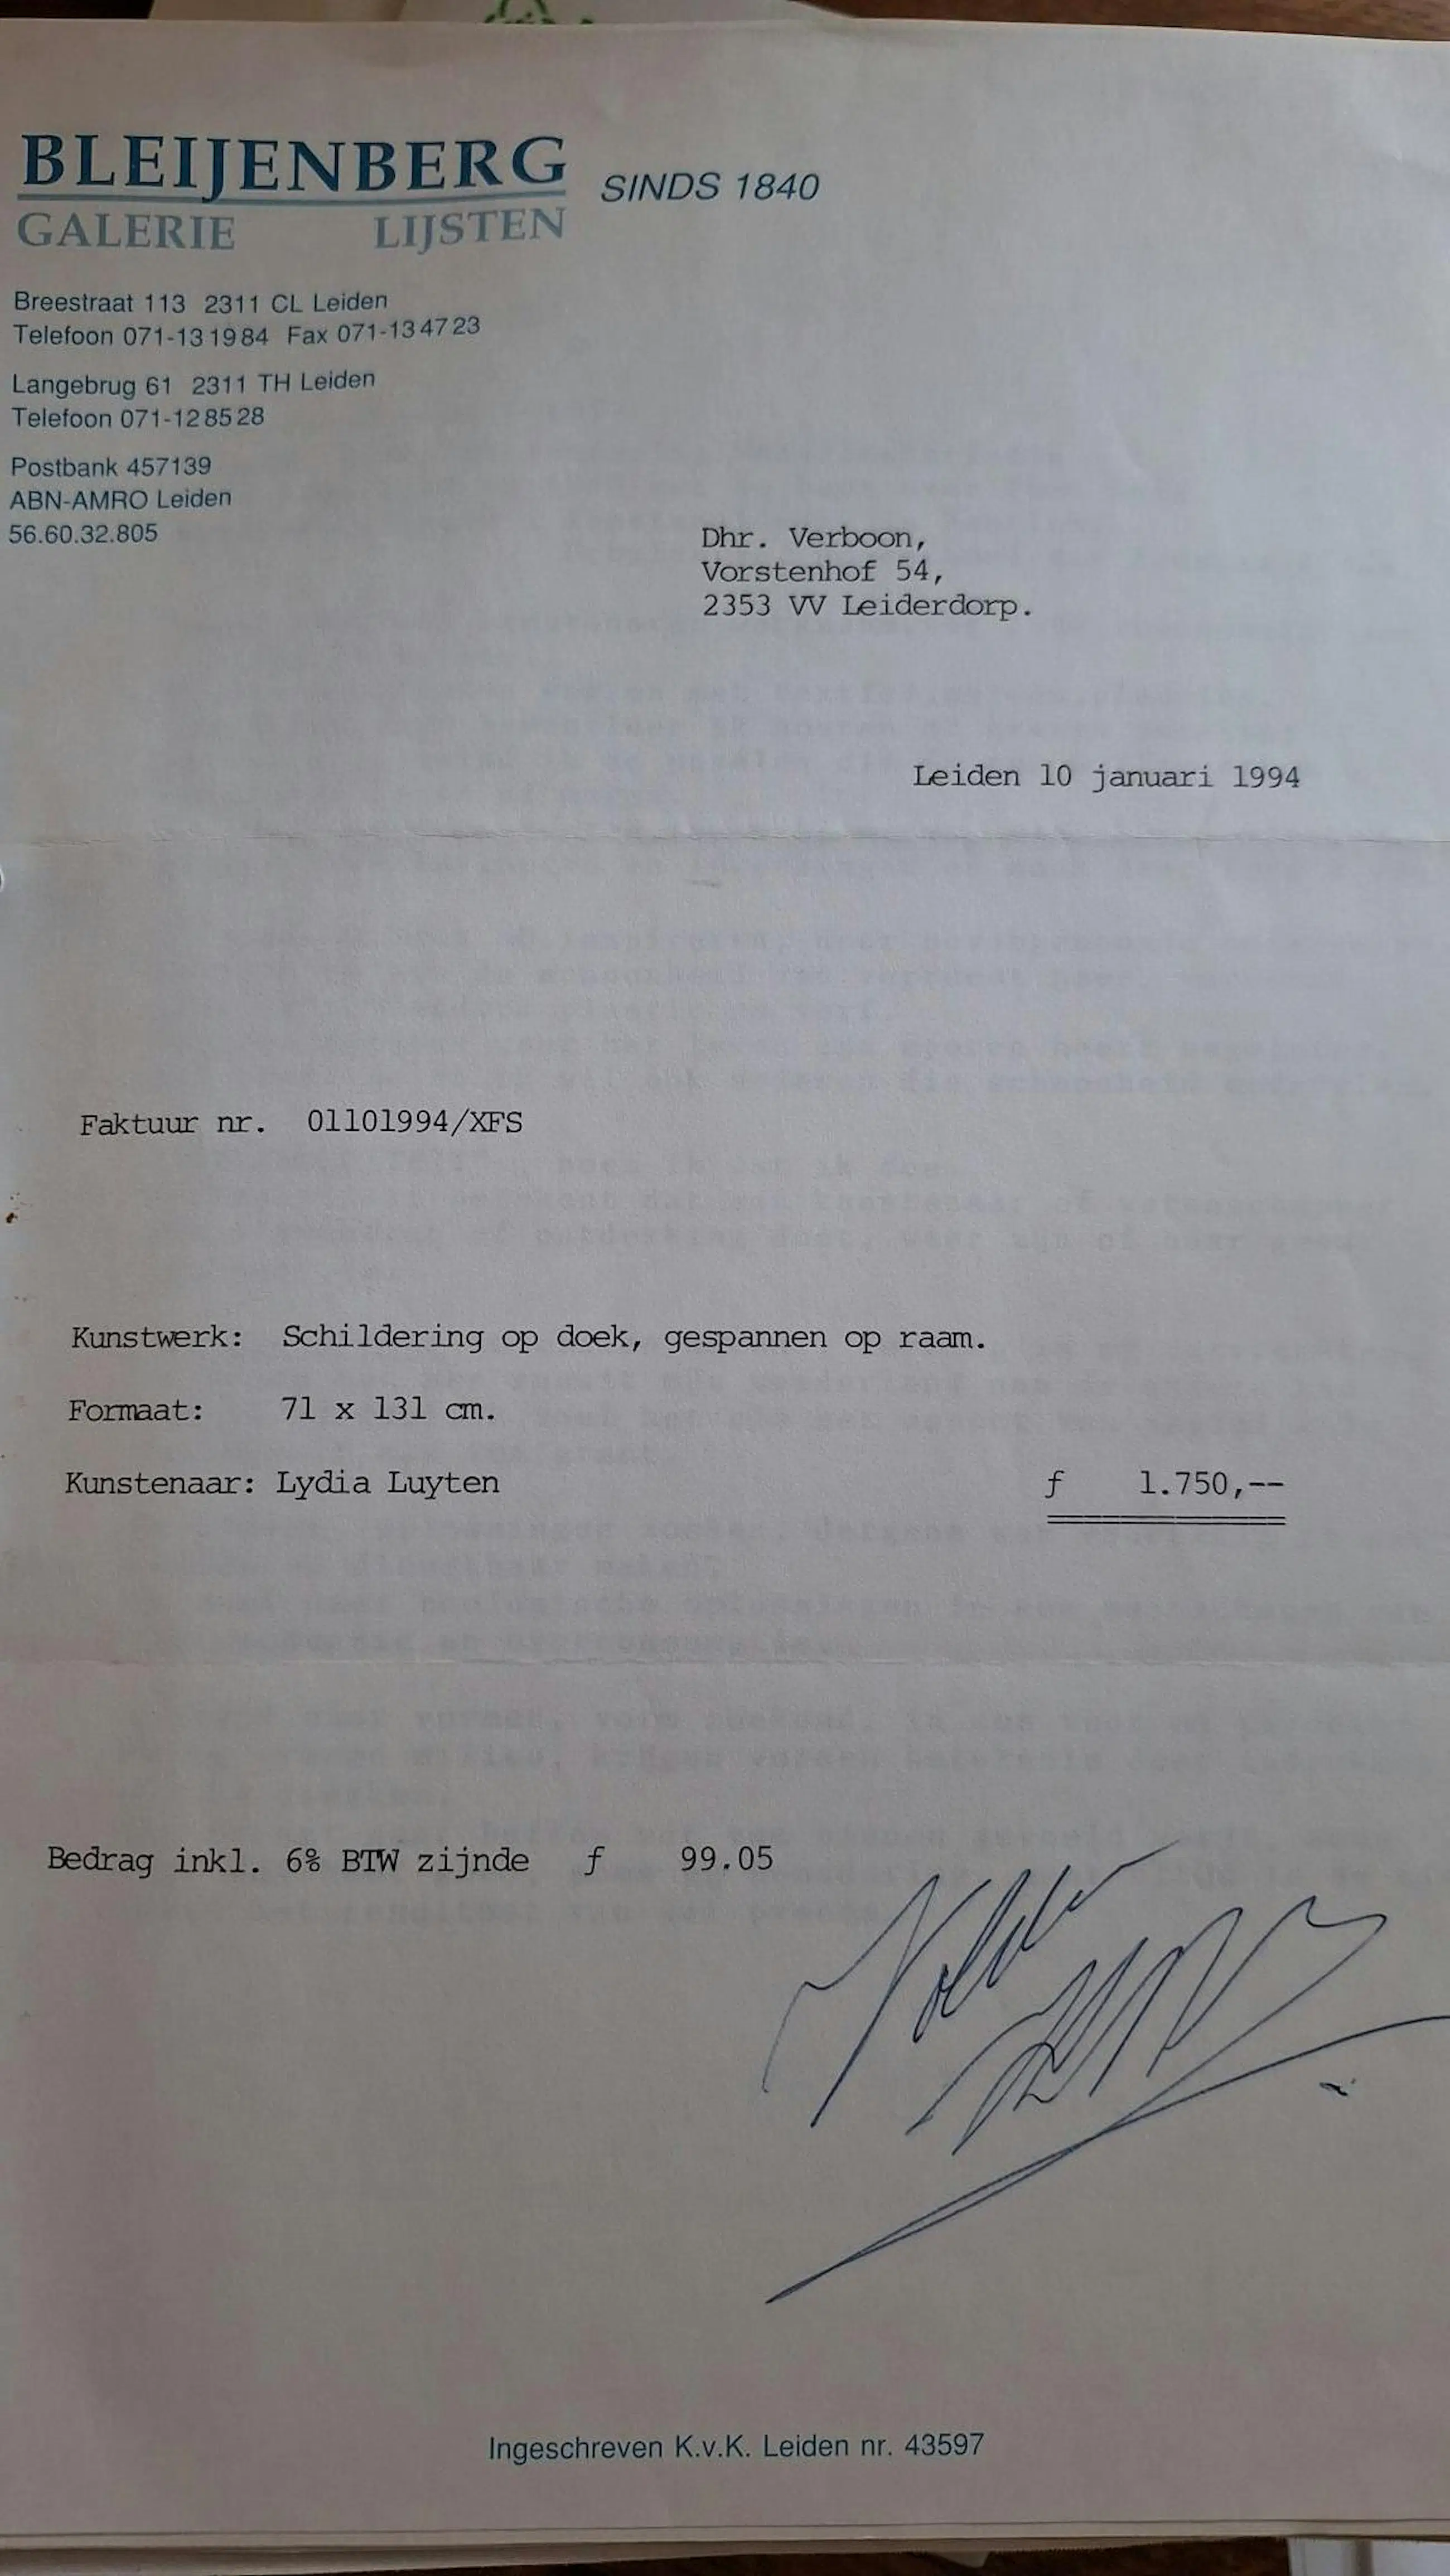 BLEIJENBERG SINDS 1840
GALERIE LIJSTEN
Breestraat 113 2311 CL Leiden
Telefoon 071-131984 Fax 071-134723
Langebrug 61 2311 TH Leiden
Telefoon 071-128528
Postbank 457139
ABN-AMRO Leiden
56.60.32.805
Dhr. Verboon,
Vorstenhof 54,
2353 VV Leiderdorp.
Leiden 10 januari 1994
Faktuur nr. 01101994/XFS
Kunstwerk: Schildering op doek, gespannen op raam.
Formaat: 71 x 131 cm.
Kunstenaar: Lydia Luyten f 1.750,--
Bedrag inkl. 6% BTW zijnde f 99.05
Ingeschreven K.v.K. Leiden nr. 43597